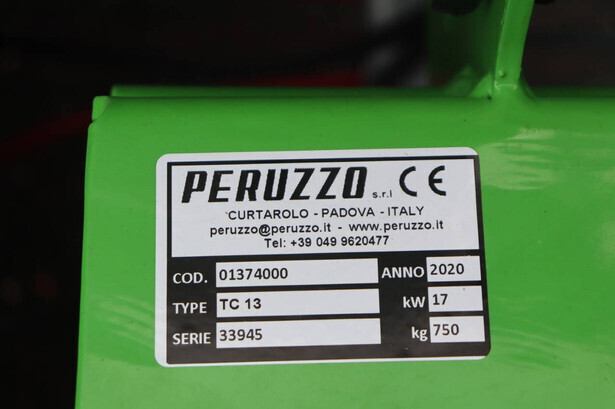 PERUZZO s.r.l CE
CURTAROLO - PADOVA - ITALY
peruzzo@peruzzo.it - www.peruzzo.it
Tel: +39 049 9620477
COD. 01374000 ANNO 2020
TYPE TC 13 kW 17
SERIE 33945 kg 750